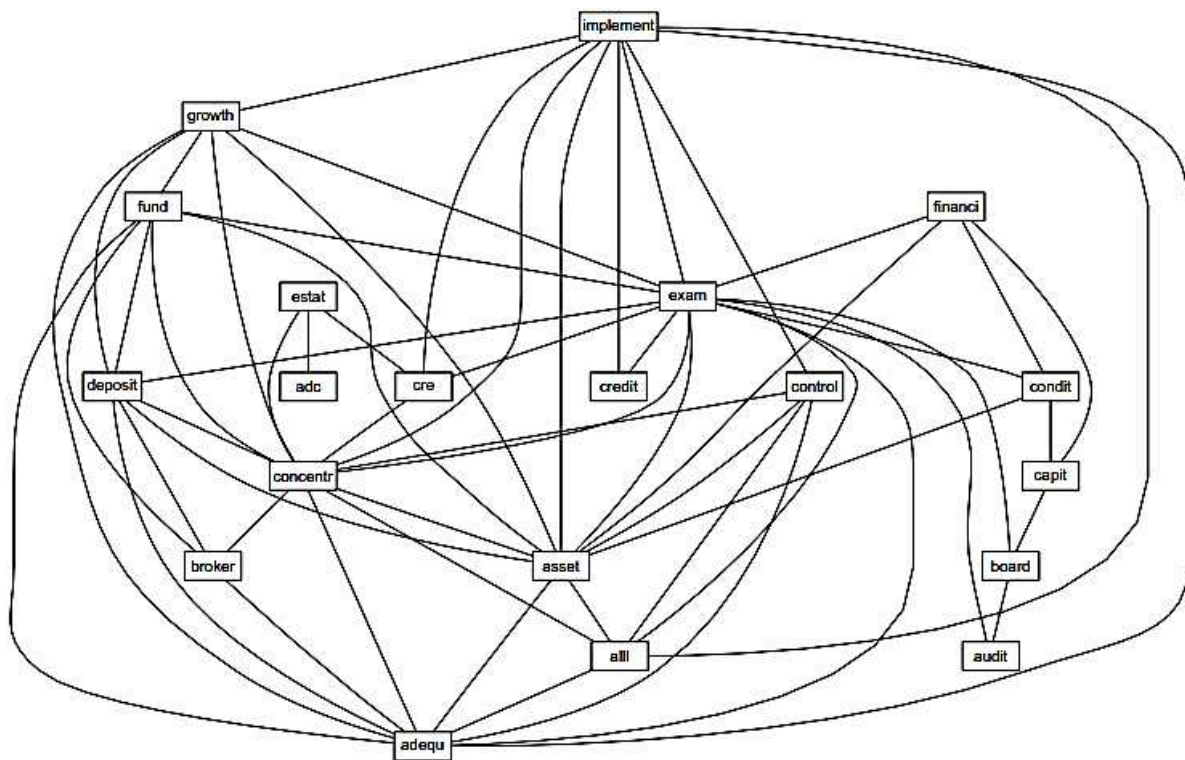 implement
growth
fund
financi
estat
exam
deposit
adc
cre
credit
control
condit
concentr
capit
broker
asset
board
alll
audit
adequ